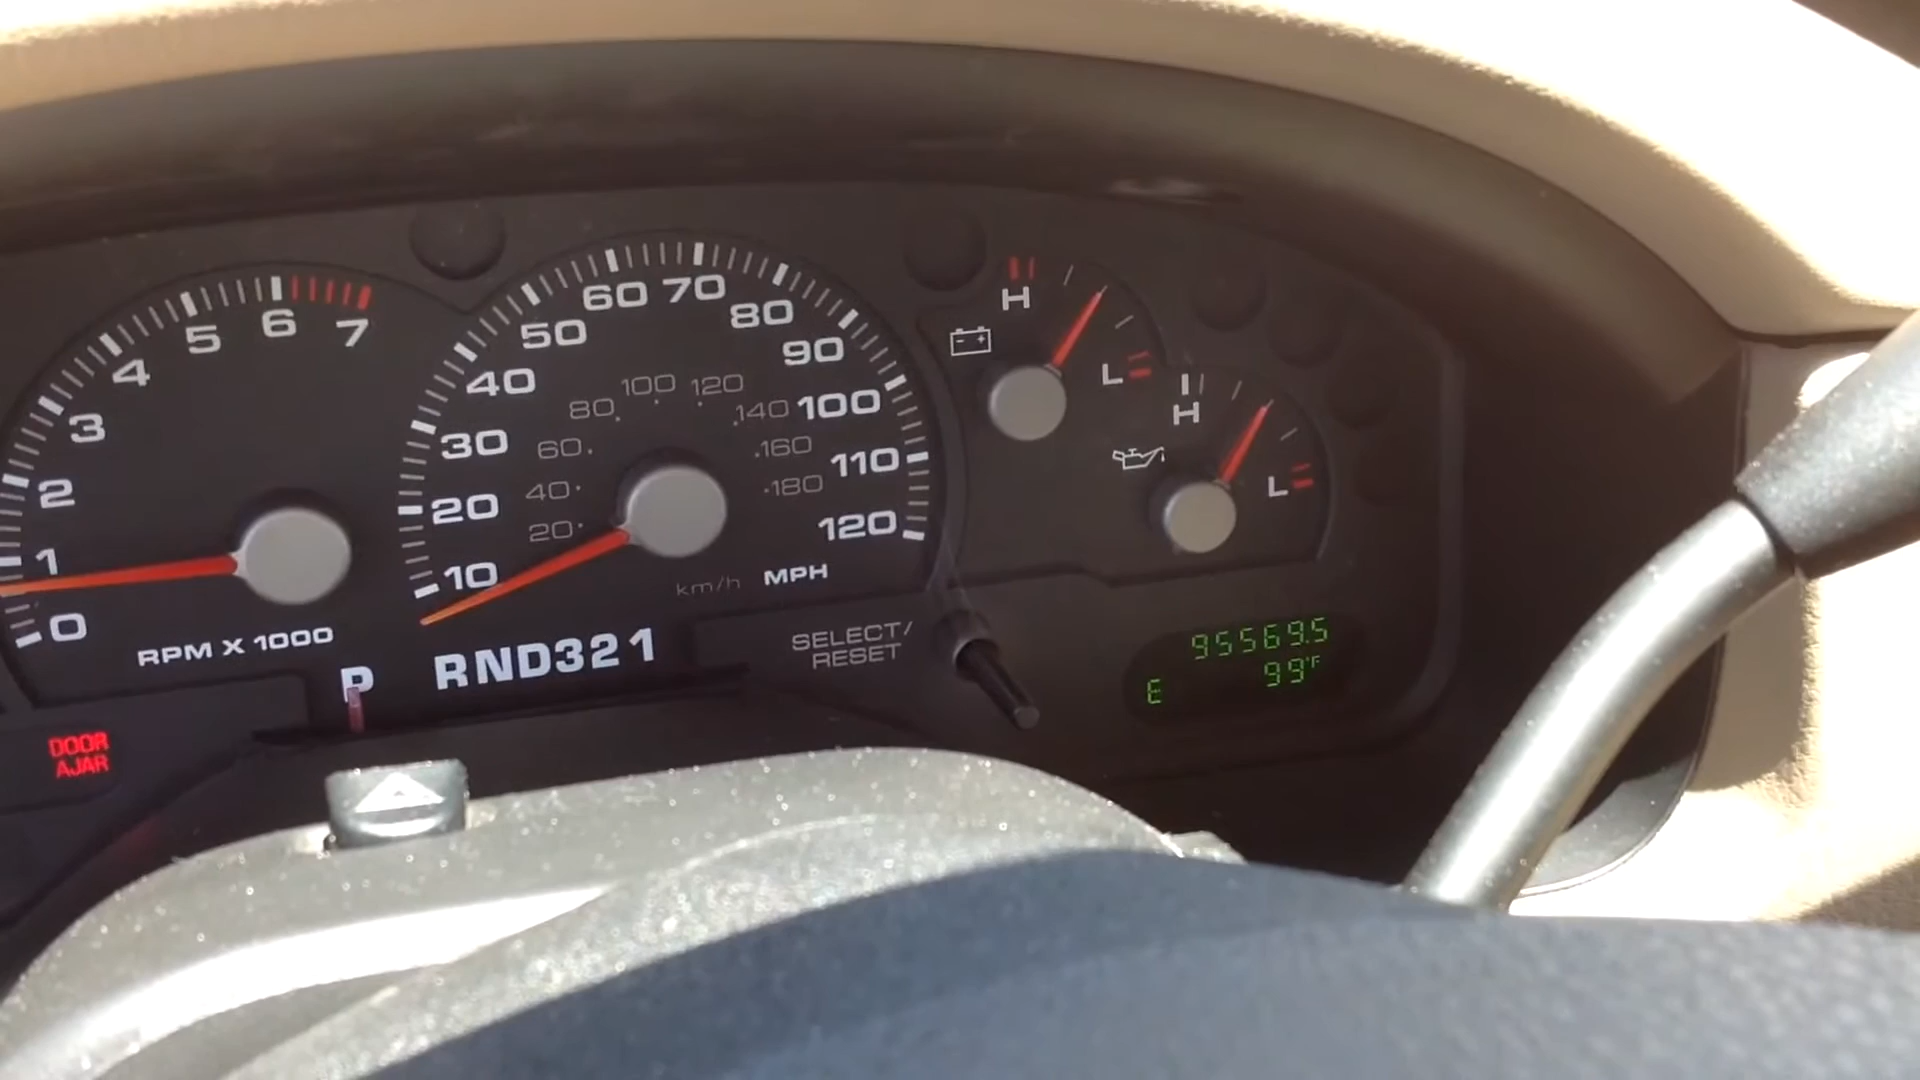 0 1 2 3 4 5 6 7
RPM X 1000
10 20 30 40 50 60 70 80 90 100 110 120
20 40 60 80 100 120 140 160 180
km/h MPH
H
L
H
L
P RND321
SELECT/
RESET
95569.5
99°F
E
DOOR
AJAR